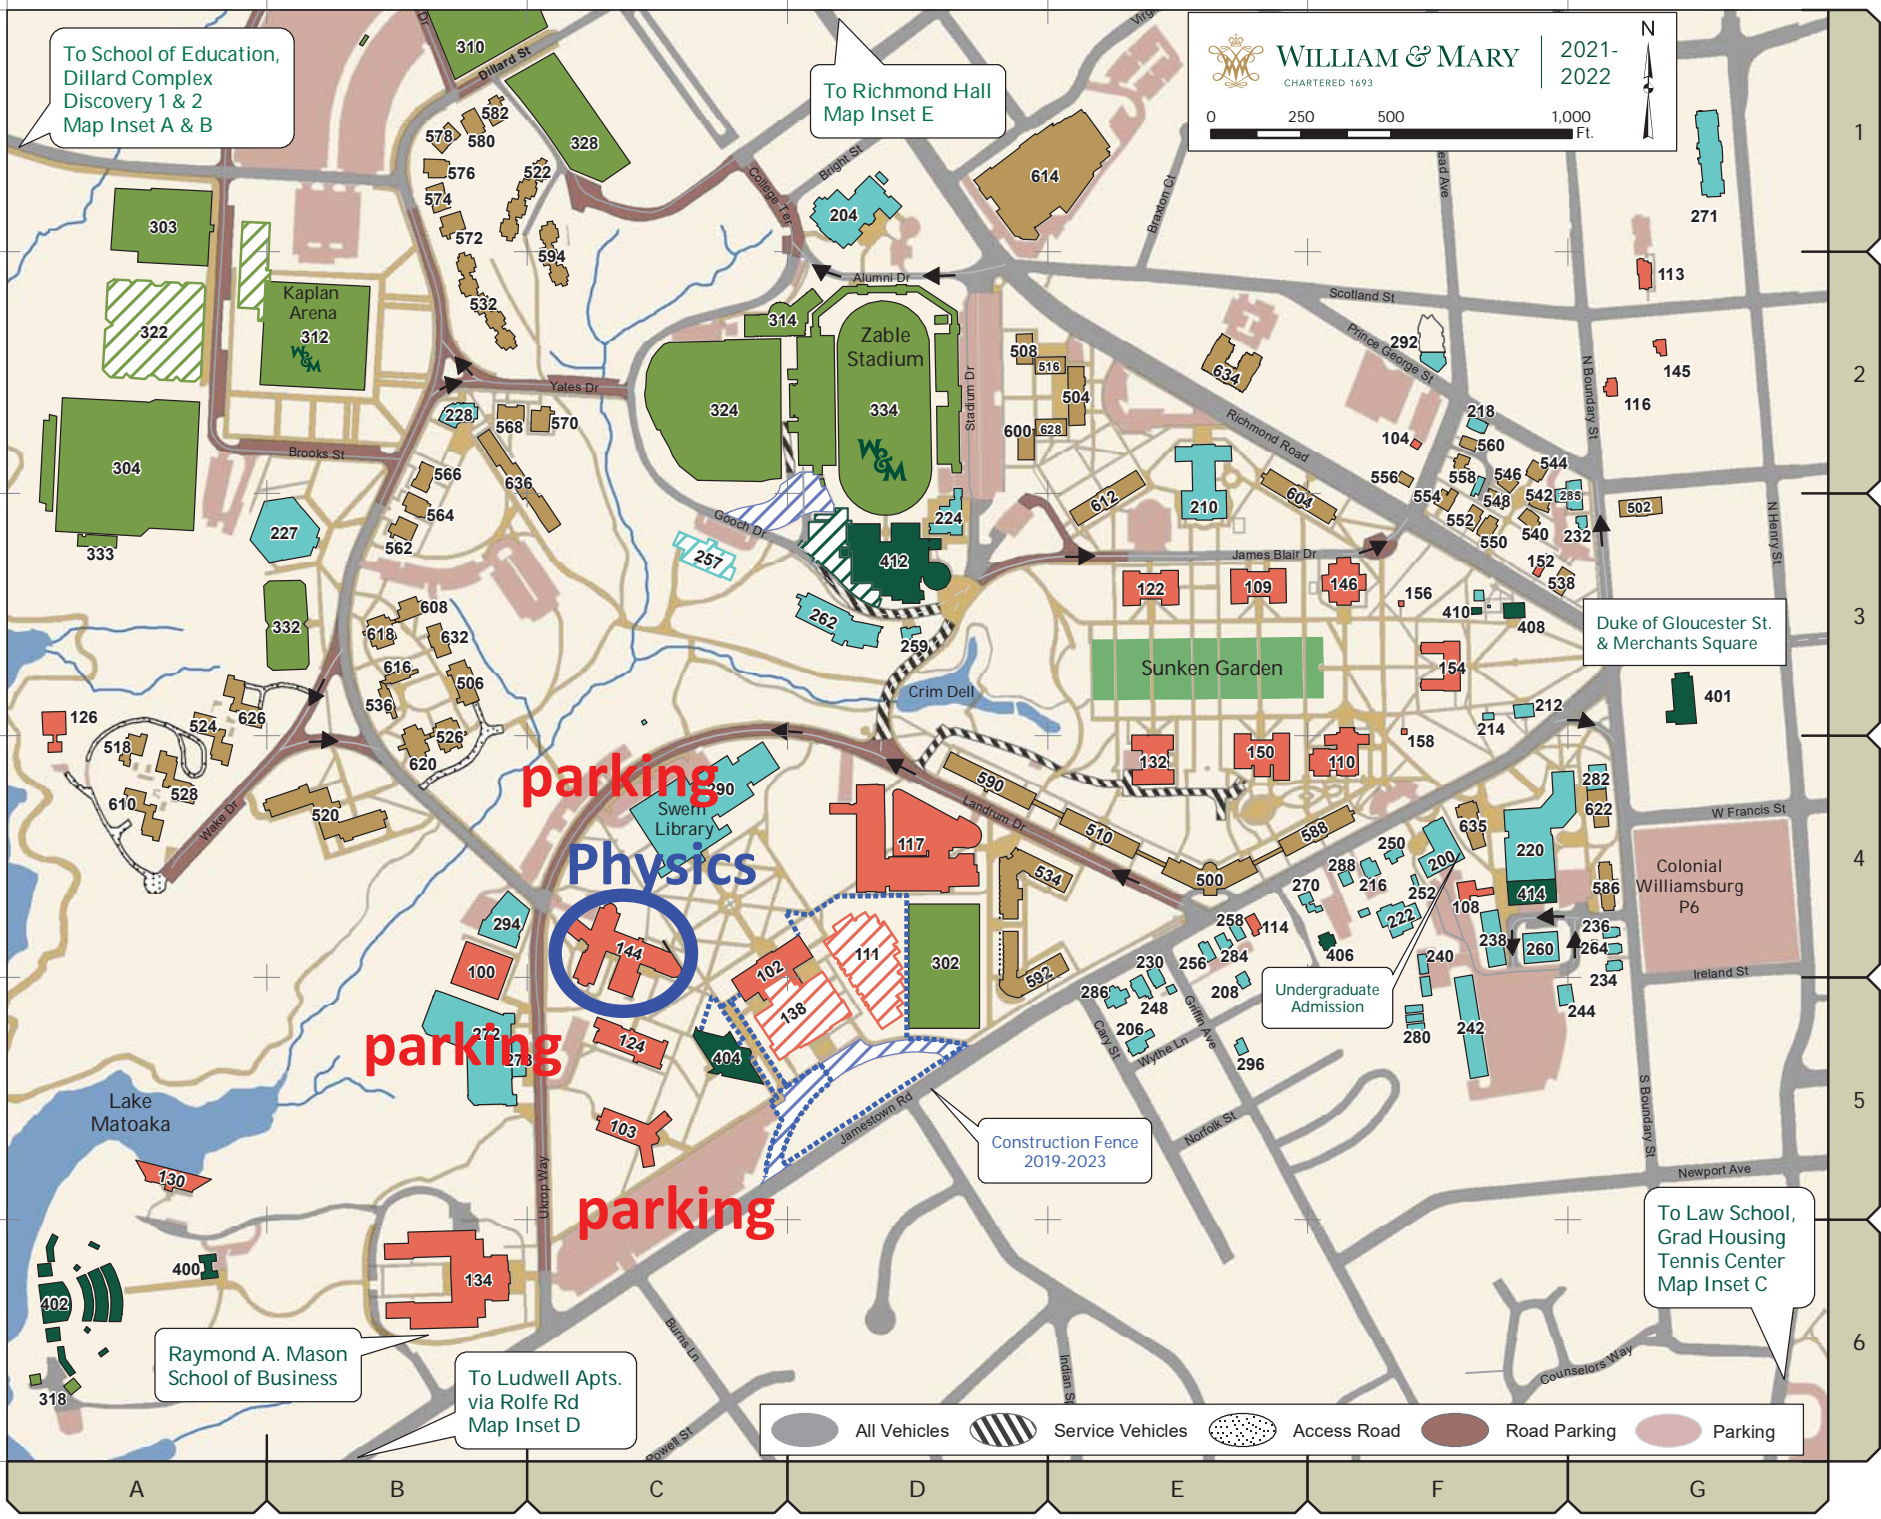 To School of Education,
Dillard Complex
Discovery 1 & 2
Map Inset A & B
To Richmond Hall
Map Inset E
WILLIAM & MARY
CHARTERED 1693
2021-
2022
N
0 250 500 1,000
Ft.
Dr
310
Dillard St
582
578
580
328
576
522
574
572
594
532
303
322
Kaplan
Arena
312
W&M
College Ter
Bright St
204
614
Braxton Ct
271
1
Alumni Dr
Scotland St
113
314
Zable
Stadium
324
334
W&M
Stadium Dr
508
516
504
600
628
634
Prince George St
292
N Boundary St
145
116
2
Yates Dr
228
568
570
Brooks St
304
566
636
564
562
227
333
Richmond Road
104
218
560
556
558
546
544
554
548
542
285
552
550
540
232
502
N Henry St
612
210
604
Gooch Dr
257
224
412
James Blair Dr
152
538
122
109
146
156
410
408
Duke of Gloucester St.
& Merchants Square
332
608
618
632
616
506
536
526
620
262
259
Crim Dell
Sunken Garden
154
401
212
214
158
3
126
626
524
518
528
610
Wake Dr
520
parking
290
Swem
Library
Physics
590
Landrum Dr
510
500
588
132
150
110
117
534
592
282
622
W Francis St
635
220
200
250
288
216
252
270
222
108
414
586
Colonial
Williamsburg
P6
4
294
100
144
102
111
138
302
258
114
284
256
406
238
260
236
264
234
240
Ireland St
Undergraduate
Admission
230
286
248
208
206
Griffin Ave
Cary St
Wythe Ln
296
280
242
244
272
273
parking
124
404
103
parking
Jamestown Rd
Construction Fence
2019-2023
Norfolk St
S Boundary St
Newport Ave
5
Lake
Matoaka
130
Ukrop Way
134
400
402
318
Raymond A. Mason
School of Business
To Ludwell Apts.
via Rolfe Rd
Map Inset D
Burns Ln
Powell St
Counselors Way
To Law School,
Grad Housing
Tennis Center
Map Inset C
6
All Vehicles
Service Vehicles
Access Road
Road Parking
Parking
A B C D E F G